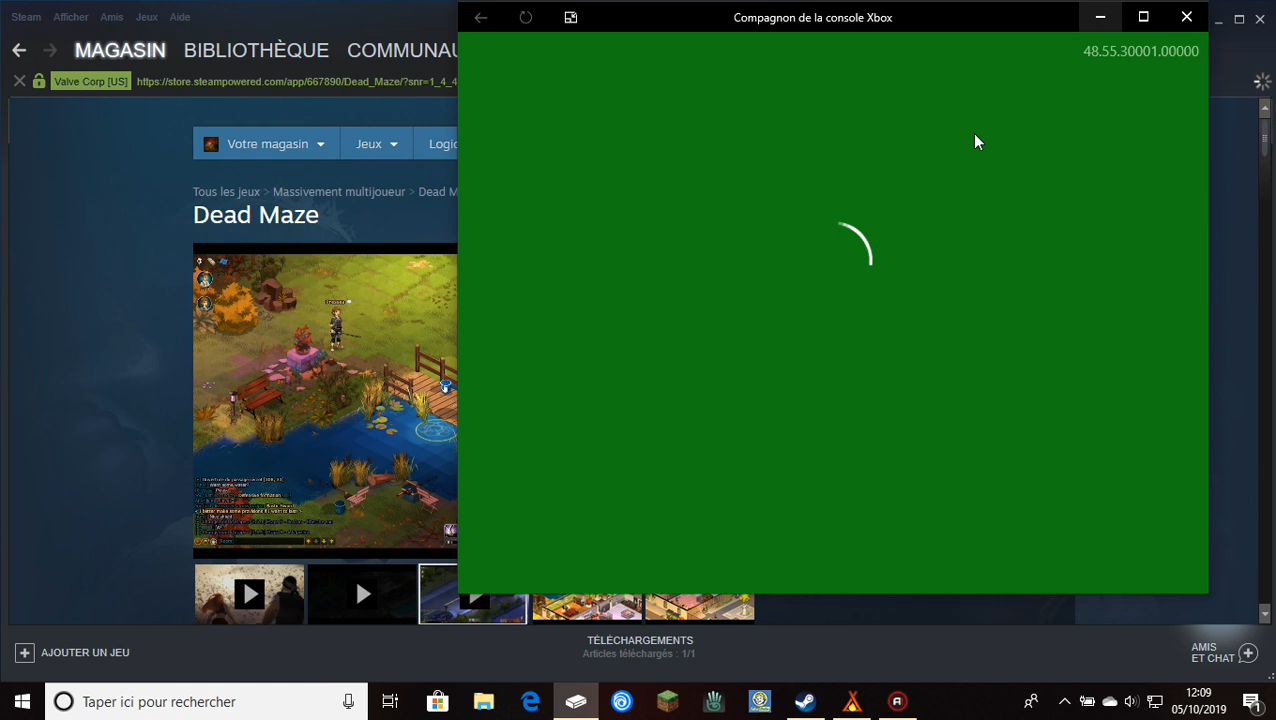 Steam Afficher Amis Jeux Aide
Compagnon de la console Xbox
48.55.30001.00000
MAGASIN BIBLIOTHÈQUE COMMUNAU
Valve Corp [US] https://store.steampowered.com/app/667890/Dead_Maze/?snr=1_4_4
Votre magasin Jeux Logic
Tous les jeux > Massivement multijoueur > Dead M
Dead Maze
TÉLÉCHARGEMENTS
Articles téléchargés : 1/1
AJOUTER UN JEU
AMIS
ET CHAT
Taper ici pour rechercher
12:09
05/10/2019
1